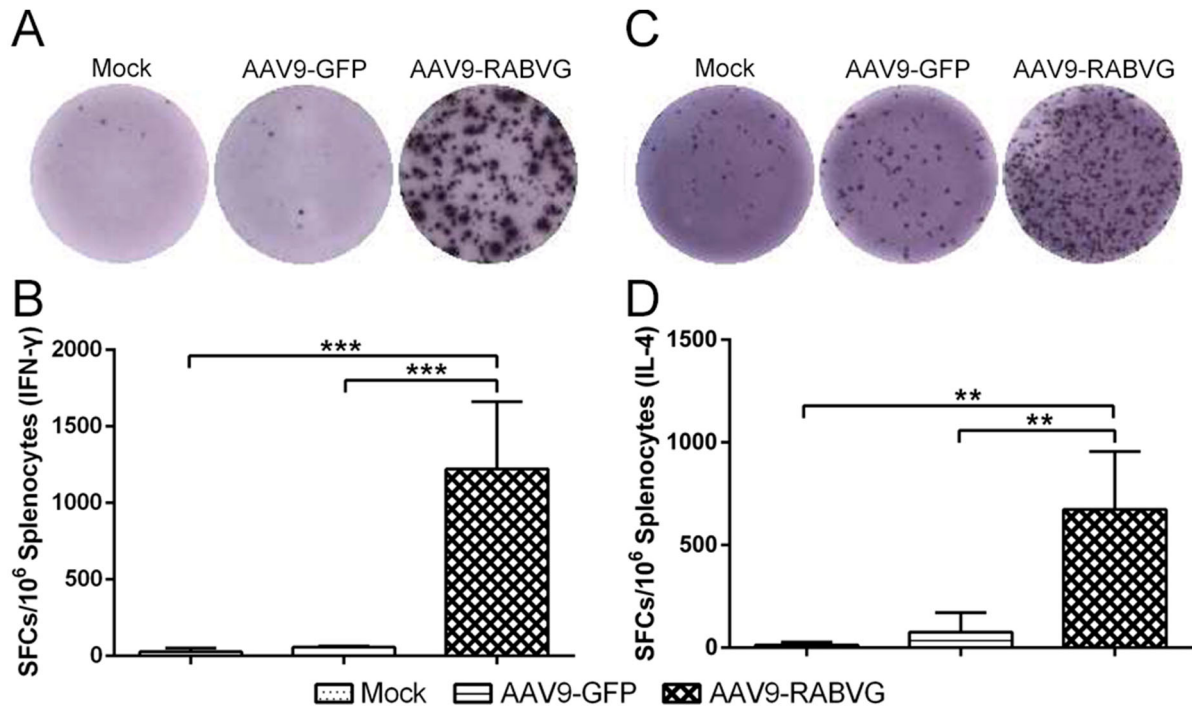 A
Mock AAV9-GFP AAV9-RABVG
C
Mock AAV9-GFP AAV9-RABVG
B
SFCs/10⁶ Splenocytes (IFN-γ)
2000
1500
1000
500
0
***
***
D
SFCs/10⁶ Splenocytes (IL-4)
1500
1000
500
0
**
**
Mock AAV9-GFP AAV9-RABVG